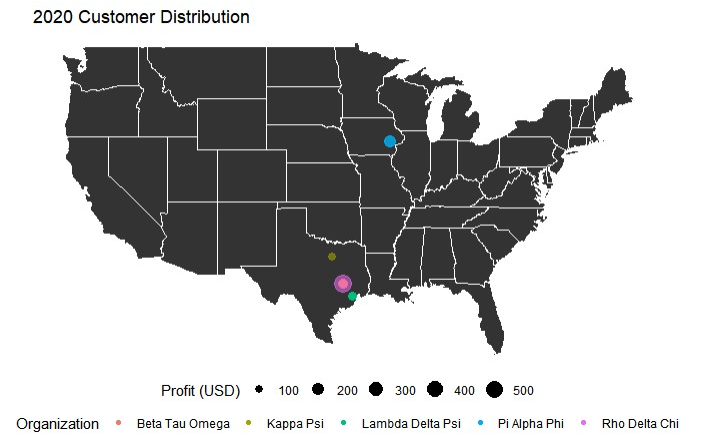 2020 Customer Distribution
Profit (USD) 100 200 300 400 500
Organization Beta Tau Omega Kappa Psi Lambda Delta Psi Pi Alpha Phi Rho Delta Chi